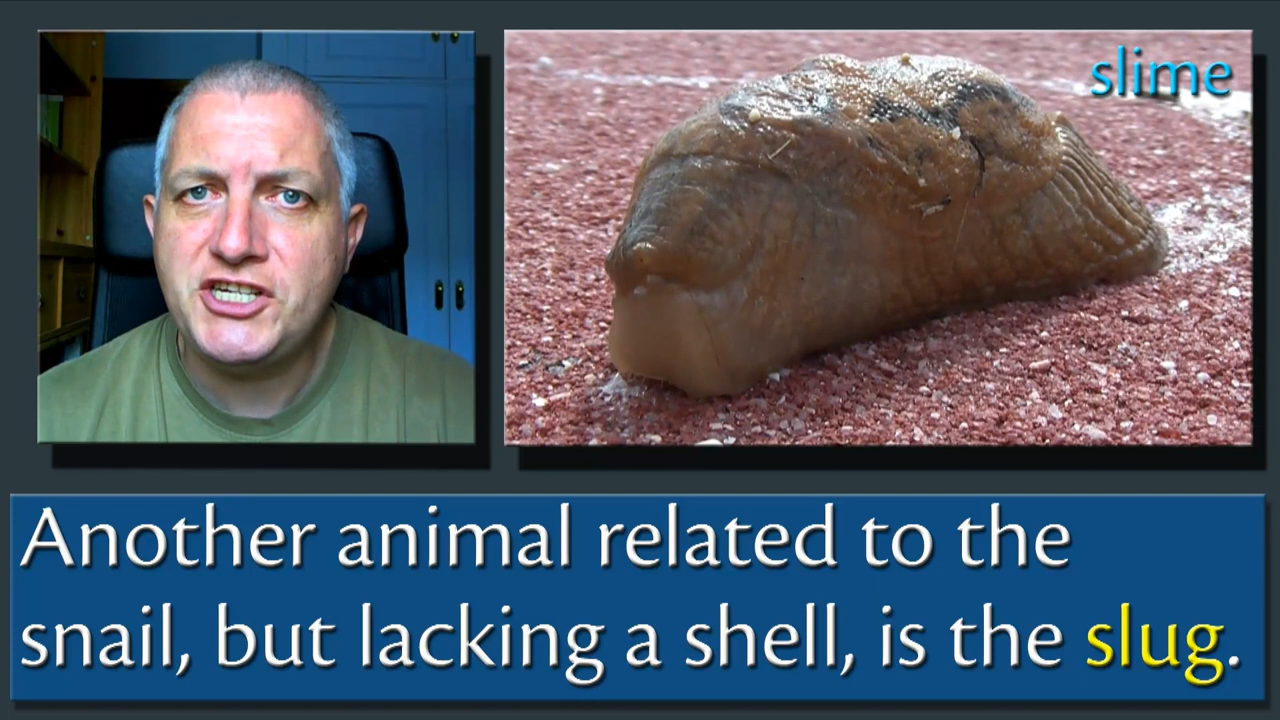 slime
Another animal related to the
snail, but lacking a shell, is the slug.